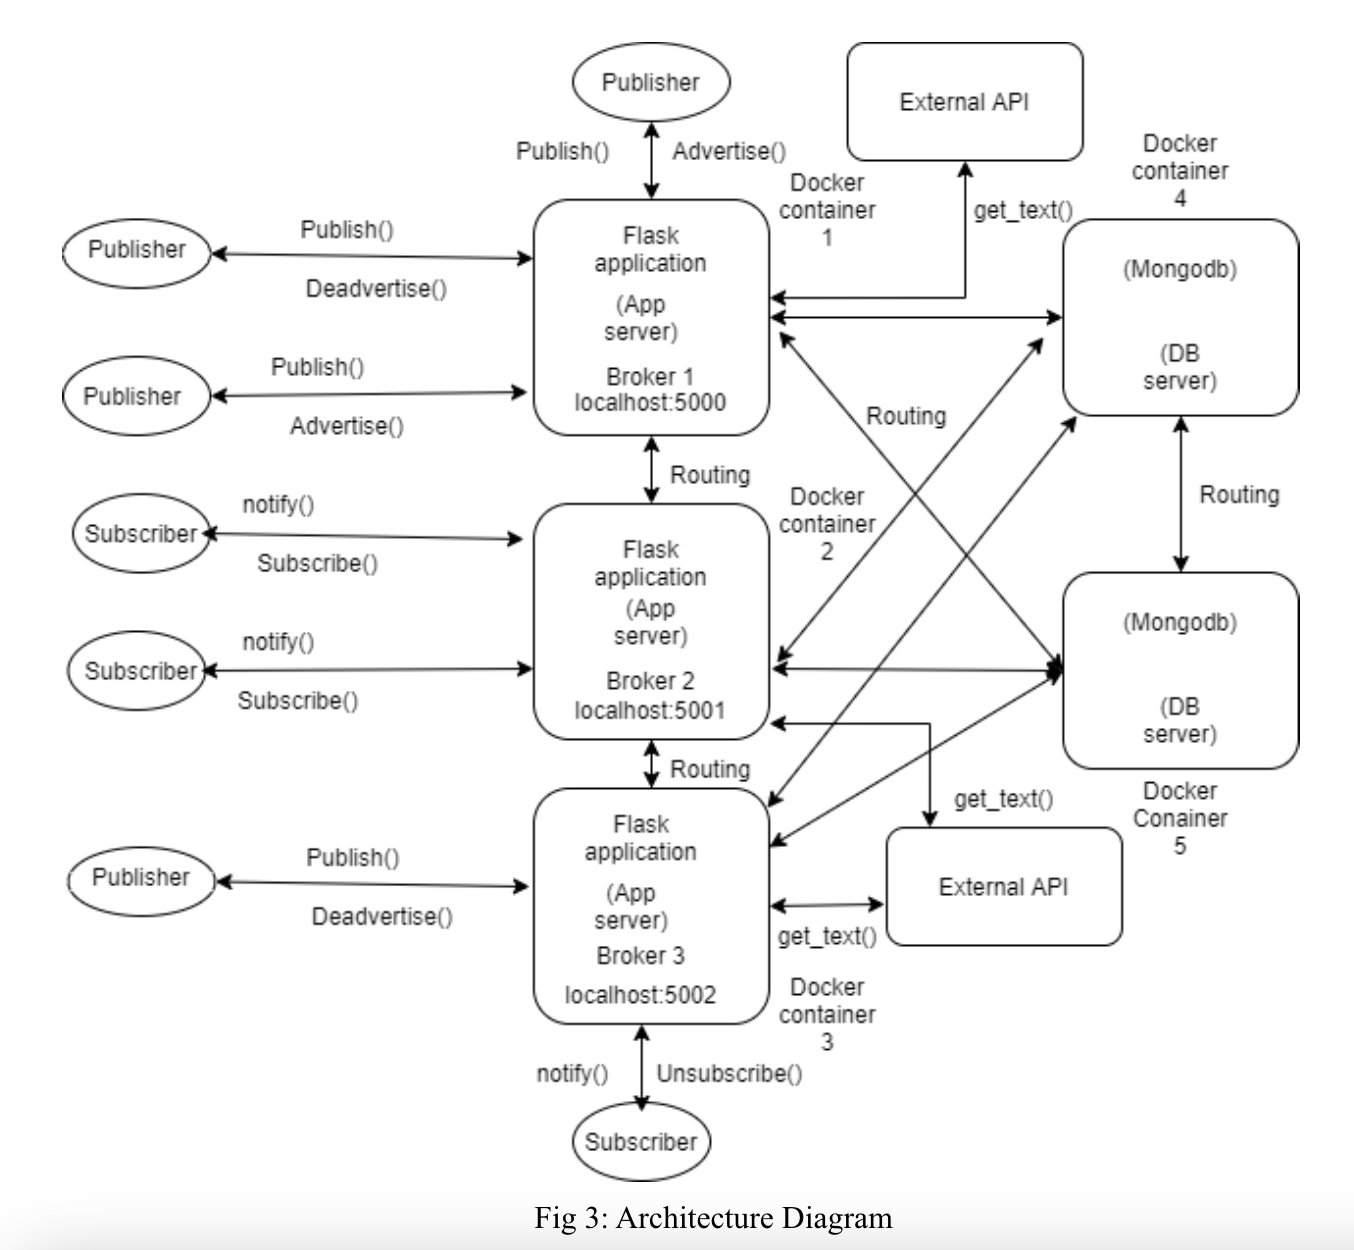 Publisher
External API
Publish()
Advertise()
Docker
container
4
Docker
container
1
get_text()
Publisher
Publish()
Deadvertise()
Flask
application
(App
server)
Broker 1
localhost:5000
(Mongodb)
(DB
server)
Publisher
Publish()
Advertise()
Routing
Routing
Docker
container
2
Routing
Subscriber
notify()
Subscribe()
Flask
application
(App
server)
Broker 2
localhost:5001
Subscriber
notify()
Subscribe()
(Mongodb)
(DB
server)
Docker
Conainer
5
Routing
get_text()
External API
Publisher
Publish()
Deadvertise()
Flask
application
(App
server)
Broker 3
localhost:5002
get_text()
Docker
container
3
notify()
Unsubscribe()
Subscriber
Fig 3: Architecture Diagram